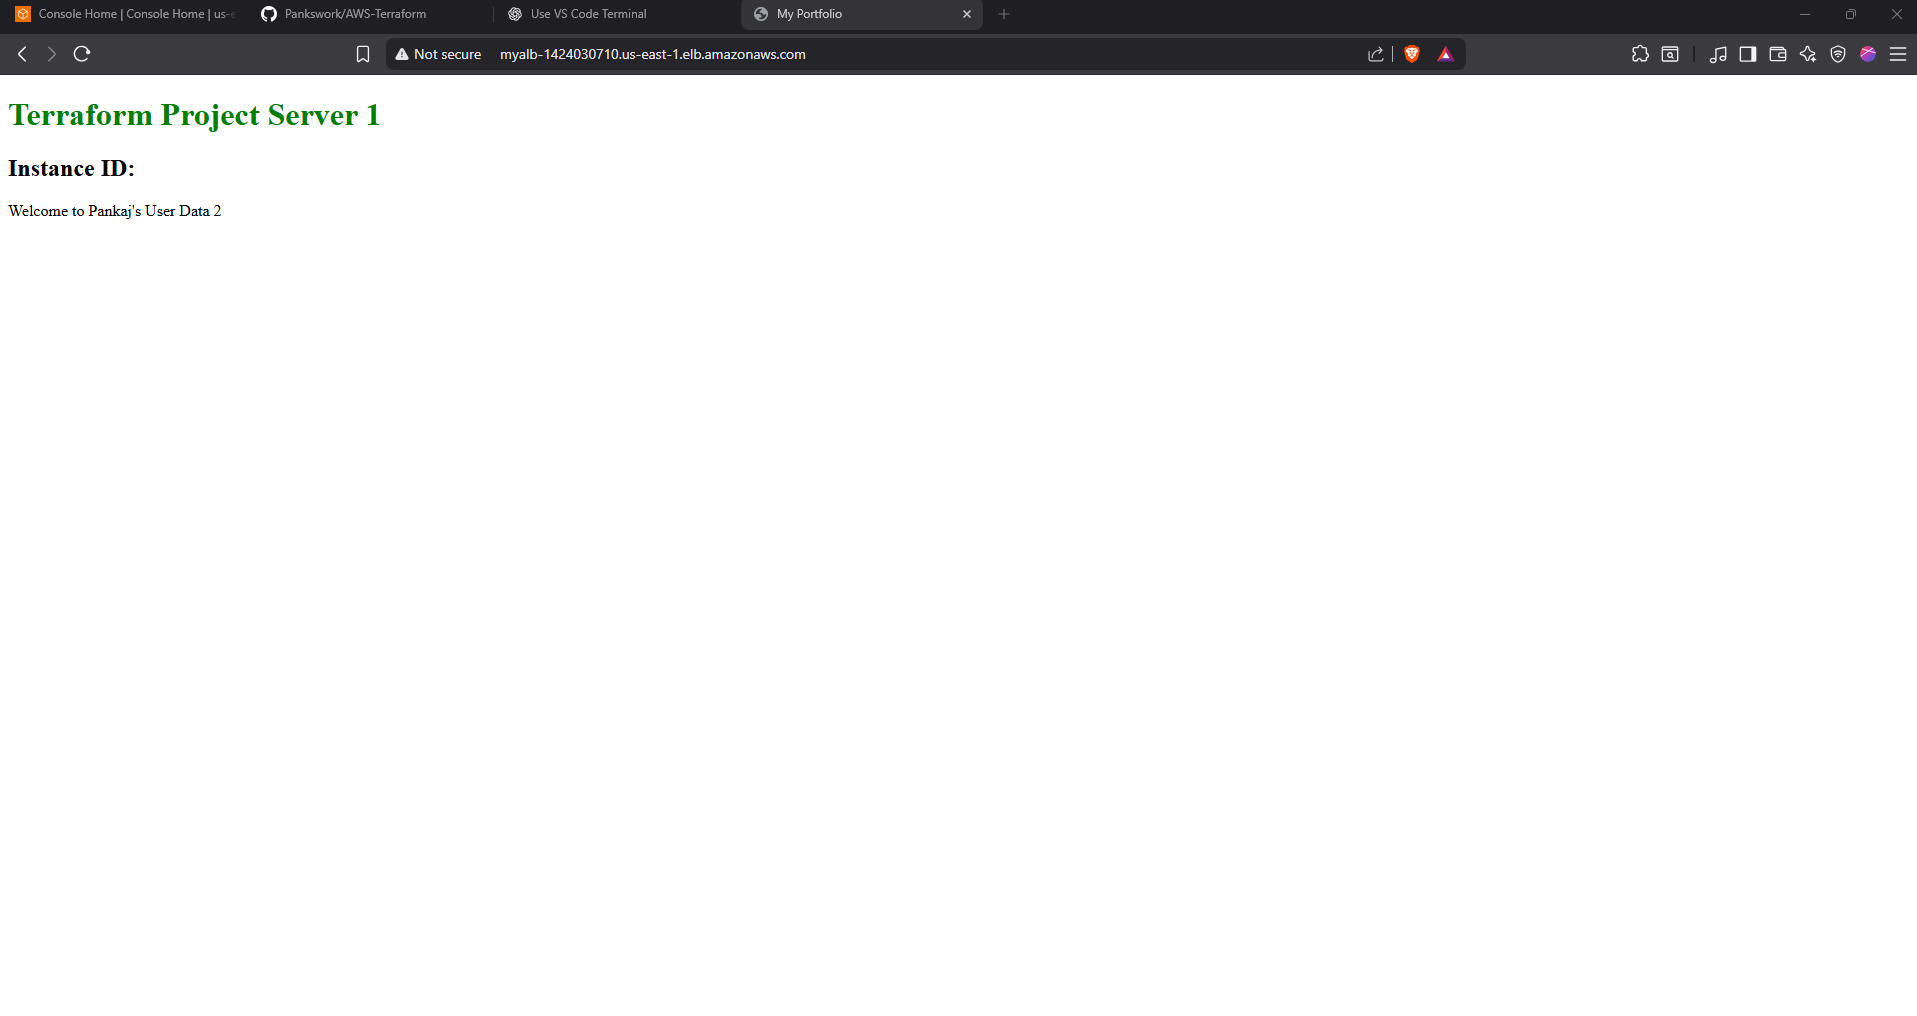 Console Home | Console Home | us-e
Pankswork/AWS-Terraform
Use VS Code Terminal
My Portfolio
Not secure
myalb-1424030710.us-east-1.elb.amazonaws.com
Terraform Project Server 1
Instance ID:
Welcome to Pankaj's User Data 2